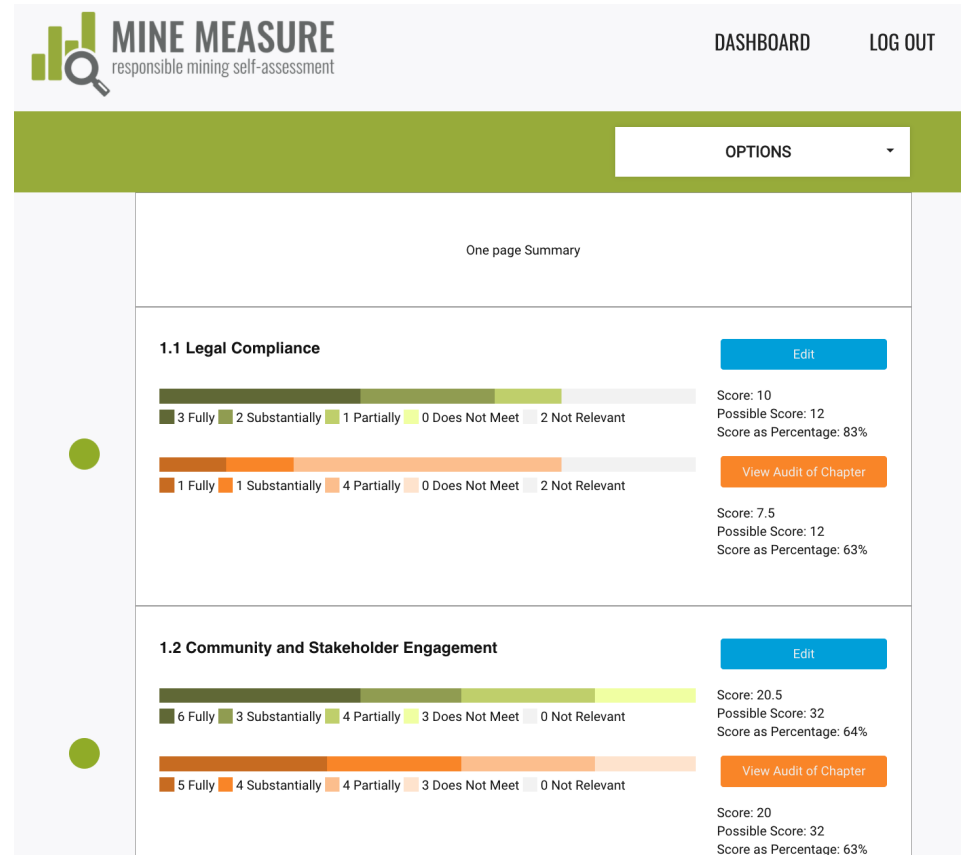 MINE MEASURE
responsible mining self-assessment
DASHBOARD
LOG OUT
OPTIONS
One page Summary
1.1 Legal Compliance
Edit
3 Fully 2 Substantially 1 Partially 0 Does Not Meet 2 Not Relevant
Score: 10
Possible Score: 12
Score as Percentage: 83%
View Audit of Chapter
1 Fully 1 Substantially 4 Partially 0 Does Not Meet 2 Not Relevant
Score: 7.5
Possible Score: 12
Score as Percentage: 63%
1.2 Community and Stakeholder Engagement
Edit
6 Fully 3 Substantially 4 Partially 3 Does Not Meet 0 Not Relevant
Score: 20.5
Possible Score: 32
Score as Percentage: 64%
View Audit of Chapter
5 Fully 4 Substantially 4 Partially 3 Does Not Meet 0 Not Relevant
Score: 20
Possible Score: 32
Score as Percentage: 63%